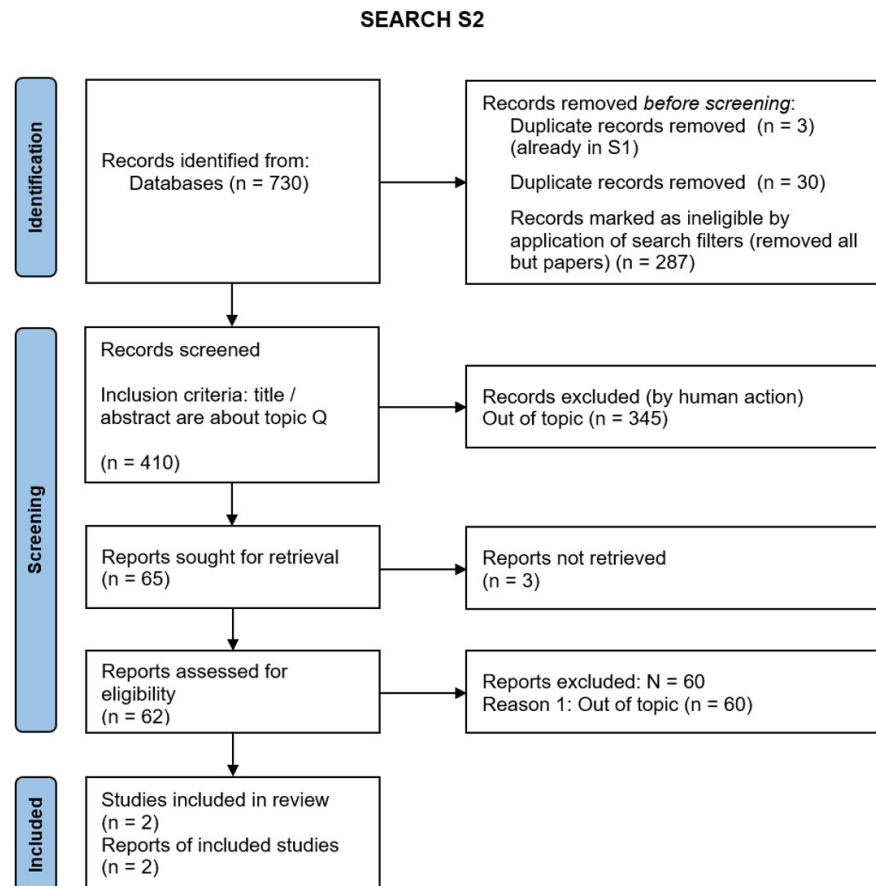 SEARCH S2
Identification
Records identified from:
Databases (n = 730)
Records removed before screening:
Duplicate records removed  (n = 3)
(already in S1)
Duplicate records removed  (n = 30)
Records marked as ineligible by
application of search filters (removed all
but papers) (n = 287)
Screening
Records screened
Inclusion criteria: title /
abstract are about topic Q
(n = 410)
Records excluded (by human action)
Out of topic (n = 345)
Reports sought for retrieval
(n = 65)
Reports not retrieved
(n = 3)
Reports assessed for
eligibility
(n = 62)
Reports excluded: N = 60
Reason 1: Out of topic (n = 60)
Included
Studies included in review
(n = 2)
Reports of included studies
(n = 2)